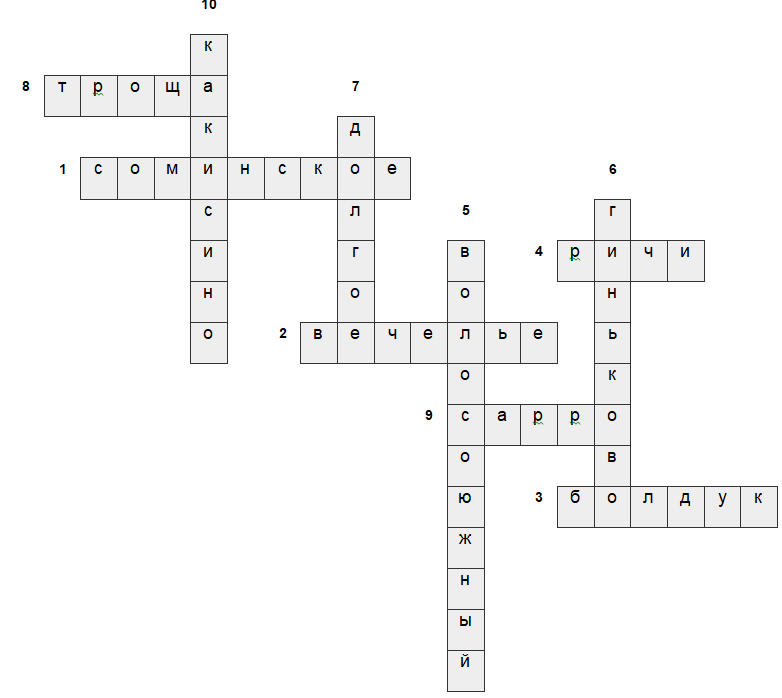 10
к
8 т р о щ а 7
к д
1 с о м и н с к о е 6
с л 5 г
и г в 4 р и ч и
н о о н
о 2 в е ч е л ь е ь
о к
9 с а р р о
о в
ю 3 б о л д у к
ж
н
ы
й